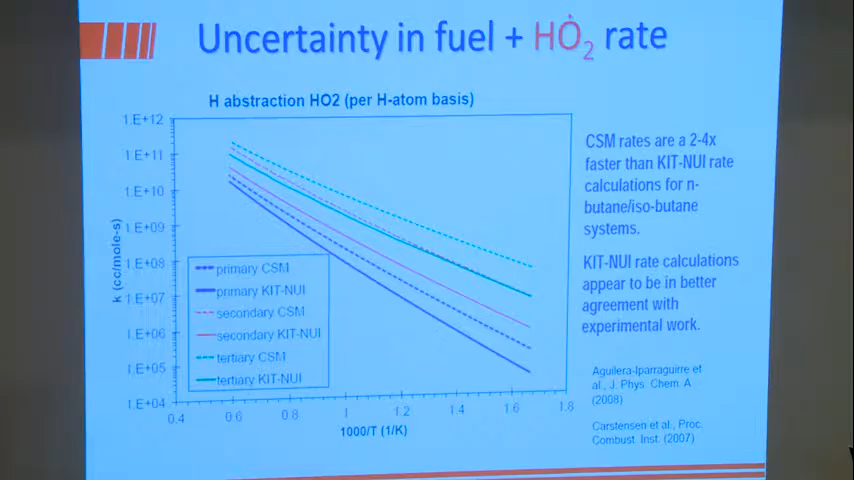 Uncertainty in fuel + HȮ₂ rate
H abstraction HO2 (per H-atom basis)
1.E+12
1.E+11
1.E+10
1.E+09
1.E+08
1.E+07
1.E+06
1.E+05
1.E+04
k (cc/mole-s)
primary CSM
primary KIT-NUI
secondary CSM
secondary KIT-NUI
tertiary CSM
tertiary KIT-NUI
0.4 0.6 0.8 1 1.2 1.4 1.6 1.8
1000/T (1/K)
CSM rates are a 2-4x
faster than KIT-NUI rate
calculations for n-
butane/iso-butane
systems.
KIT-NUI rate calculations
appear to be in better
agreement with
experimental work.
Aguilera-Iparraguirre et
al., J. Phys. Chem. A
(2008)
Carstensen et al., Proc.
Combust. Inst. (2007)